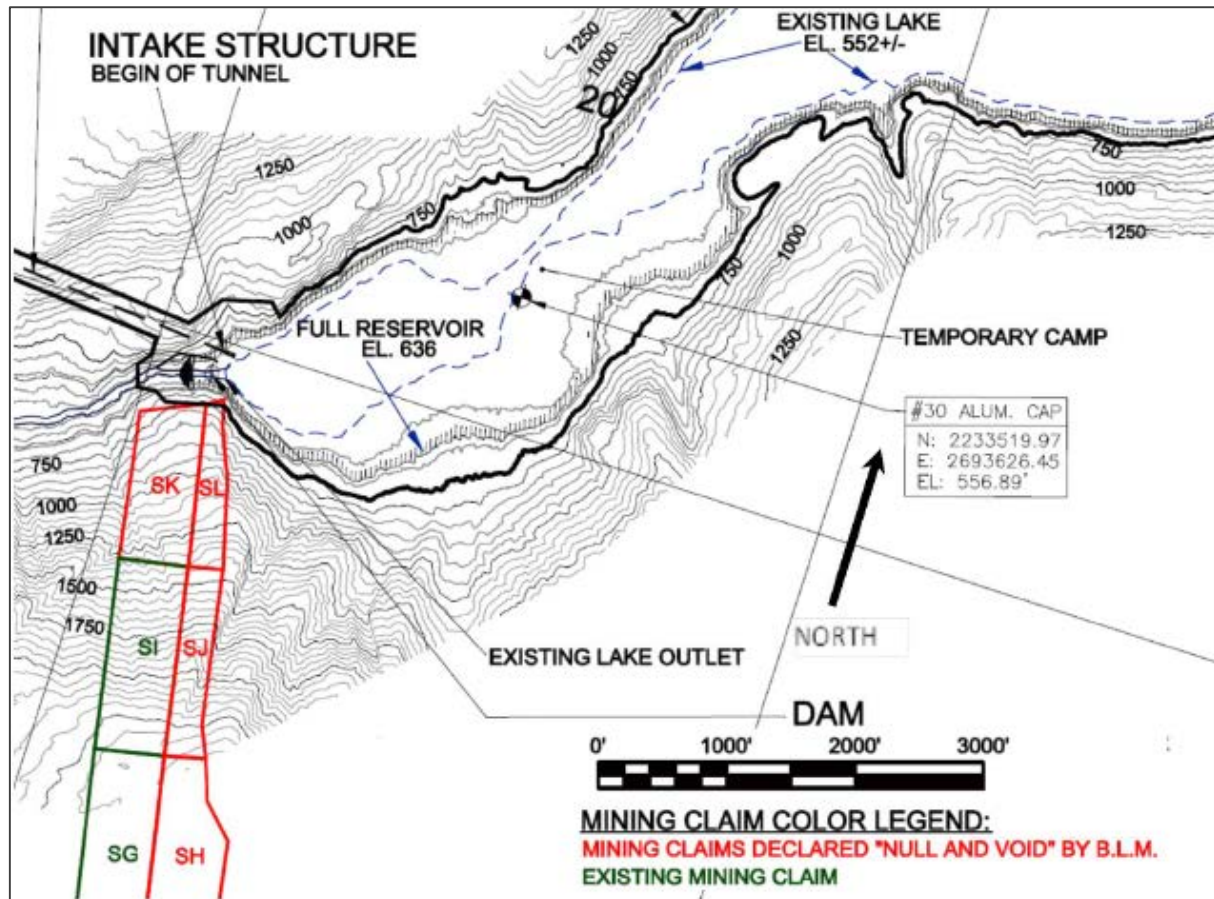 INTAKE STRUCTURE
BEGIN OF TUNNEL
EXISTING LAKE
EL. 552+/-
1250
1000
750
20
1250
1000
750
750
1000
1250
FULL RESERVOIR
EL. 636
750
1000
1250
TEMPORARY CAMP
#30 ALUM. CAP
N: 2233519.97
E: 2693626.45
EL: 556.89'
750
1000
1250
1500
1750
SK
SL
SI
SJ
SG
SH
EXISTING LAKE OUTLET
NORTH
DAM
0' 1000' 2000' 3000'
MINING CLAIM COLOR LEGEND:
MINING CLAIMS DECLARED "NULL AND VOID" BY B.L.M.
EXISTING MINING CLAIM